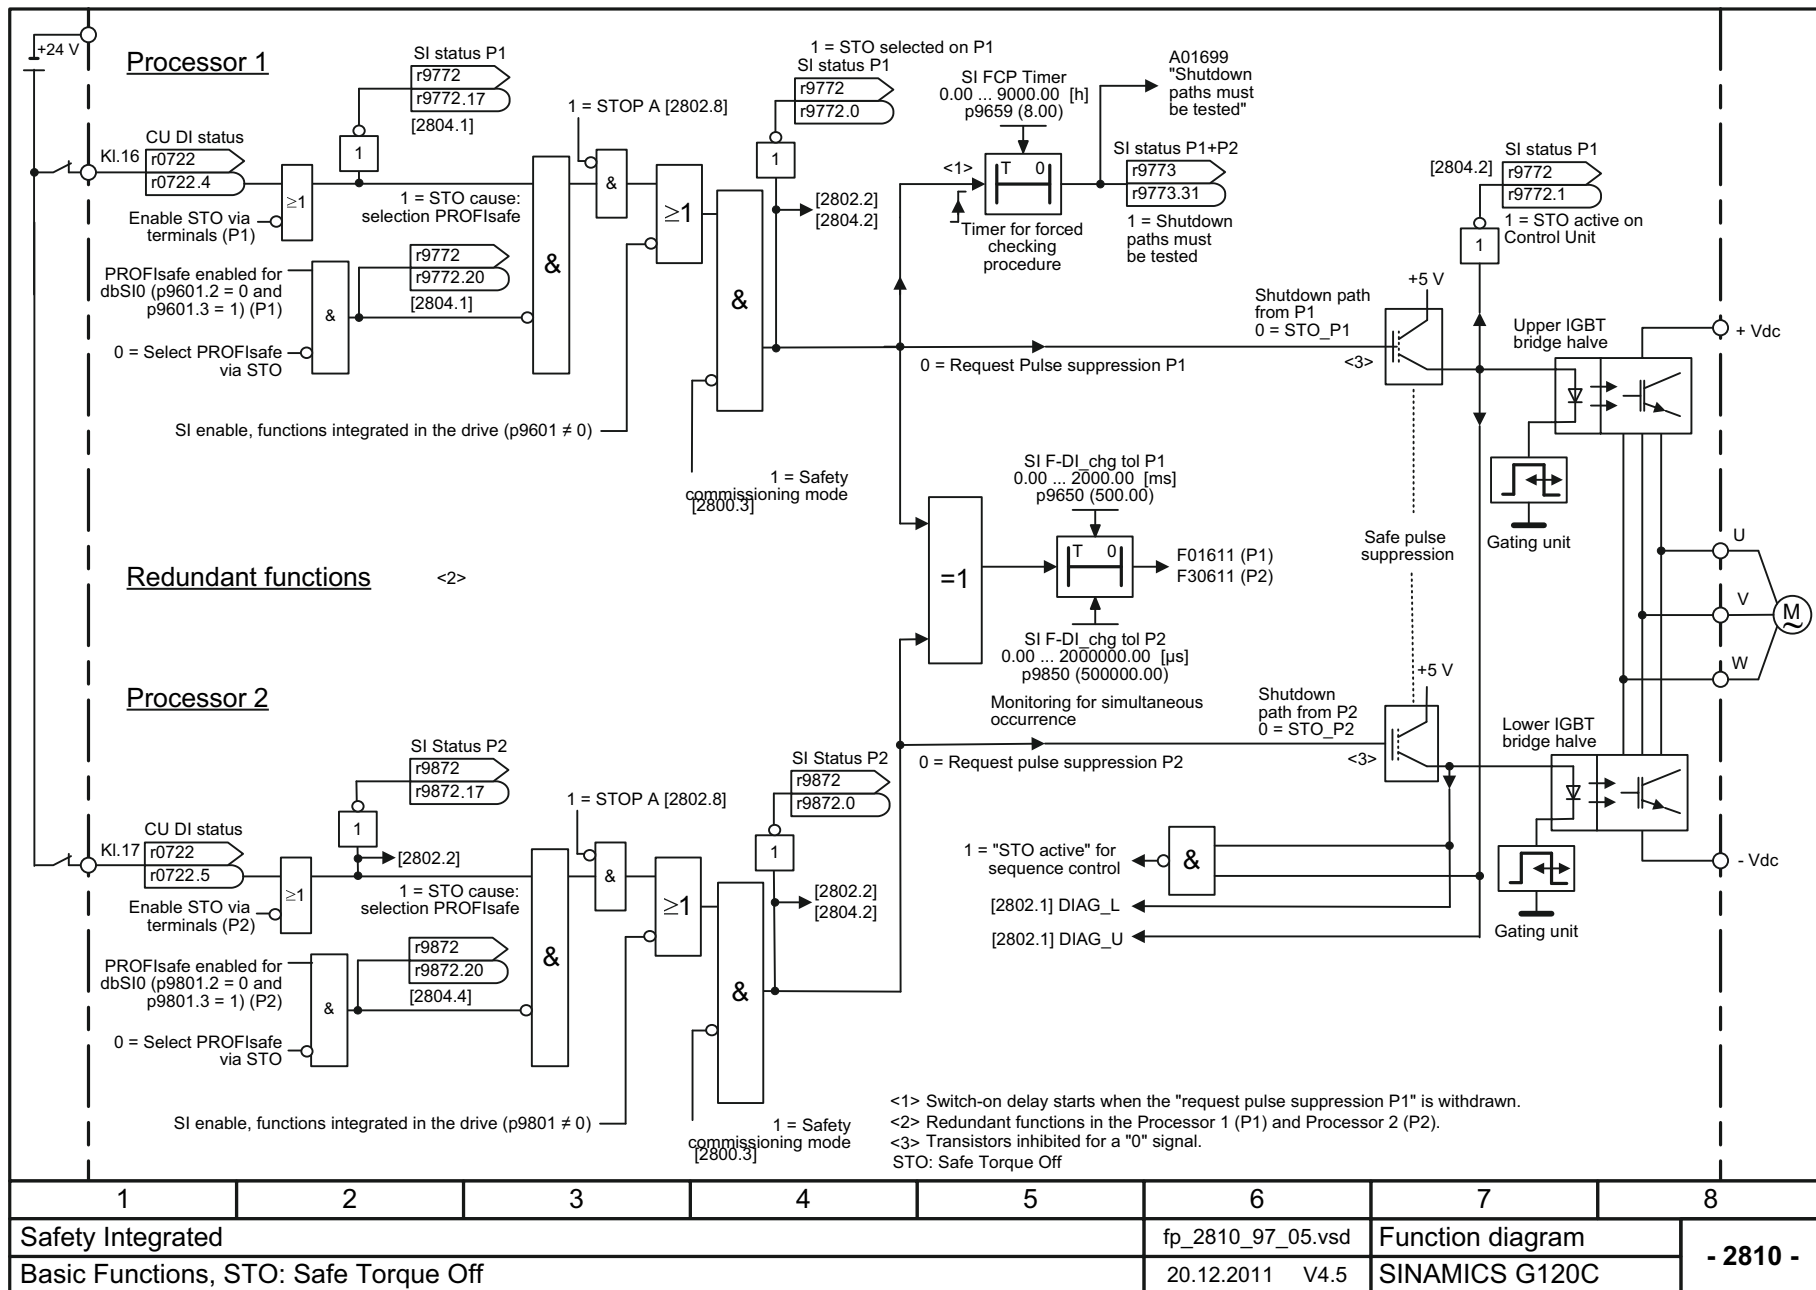 +24 V
Processor 1
SI status P1
r9772
r9772.17
[2804.1]
1
CU DI status
Kl.16
r0722
r0722.4
Enable STO via
terminals (P1)
≥1
1 = STO cause:
selection PROFIsafe
r9772
r9772.20
[2804.1]
PROFIsafe enabled for
dbSI0 (p9601.2 = 0 and
p9601.3 = 1) (P1)
&
0 = Select PROFIsafe
via STO
&
1 = STOP A [2802.8]
&
≥1
SI enable, functions integrated in the drive (p9601 ≠ 0)
&
1 = Safety
commissioning mode
[2800.3]
1 = STO selected on P1
SI status P1
r9772
r9772.0
1
[2802.2]
[2804.2]
SI FCP Timer
0.00 ... 9000.00 [h]
p9659 (8.00)
<1>
T 0
Timer for forced
checking
procedure
A01699
"Shutdown
paths must
be tested"
SI status P1+P2
r9773
r9773.31
1 = Shutdown
paths must
be tested
0 = Request Pulse suppression P1
Shutdown path
from P1
0 = STO_P1
<3>
+5 V
SI status P1
[2804.2]
r9772
r9772.1
1 = STO active on
Control Unit
1
Upper IGBT
bridge halve
+ Vdc
Gating unit
Safe pulse
suppression
U
V
W
M
~
Redundant functions
<2>
=1
SI F-DI_chg tol P1
0.00 ... 2000.00 [ms]
p9650 (500.00)
T 0
F01611 (P1)
F30611 (P2)
SI F-DI_chg tol P2
0.00 ... 2000000.00 [µs]
p9850 (500000.00)
Monitoring for simultaneous
occurrence
Processor 2
SI Status P2
r9872
r9872.17
1
[2802.2]
CU DI status
Kl.17
r0722
r0722.5
Enable STO via
terminals (P2)
≥1
1 = STO cause:
selection PROFIsafe
r9872
r9872.20
[2804.4]
PROFIsafe enabled for
dbSI0 (p9801.2 = 0 and
p9801.3 = 1) (P2)
&
0 = Select PROFIsafe
via STO
&
1 = STOP A [2802.8]
&
≥1
SI enable, functions integrated in the drive (p9801 ≠ 0)
&
1 = Safety
commissioning mode
[2800.3]
SI Status P2
r9872
r9872.0
1
[2802.2]
[2804.2]
0 = Request pulse suppression P2
Shutdown
path from P2
0 = STO_P2
<3>
+5 V
Lower IGBT
bridge halve
- Vdc
Gating unit
1 = "STO active" for
sequence control
&
[2802.1] DIAG_L
[2802.1] DIAG_U
<1> Switch-on delay starts when the "request pulse suppression P1" is withdrawn.
<2> Redundant functions in the Processor 1 (P1) and Processor 2 (P2).
<3> Transistors inhibited for a "0" signal.
STO: Safe Torque Off
1 2 3 4 5 6 7 8
Safety Integrated
fp_2810_97_05.vsd
Function diagram
- 2810 -
Basic Functions, STO: Safe Torque Off
20.12.2011 V4.5
SINAMICS G120C